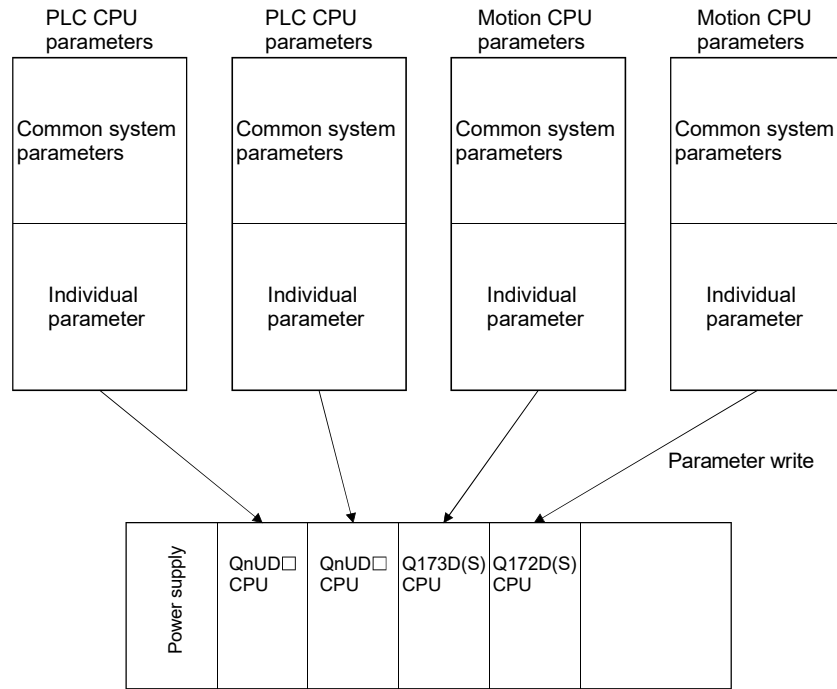 PLC CPU
parameters
PLC CPU
parameters
Motion CPU
parameters
Motion CPU
parameters
Common system
parameters
Common system
parameters
Common system
parameters
Common system
parameters
Individual
parameter
Individual
parameter
Individual
parameter
Individual
parameter
Parameter write
Power supply
QnUD□
CPU
QnUD□
CPU
Q173D(S)
CPU
Q172D(S)
CPU